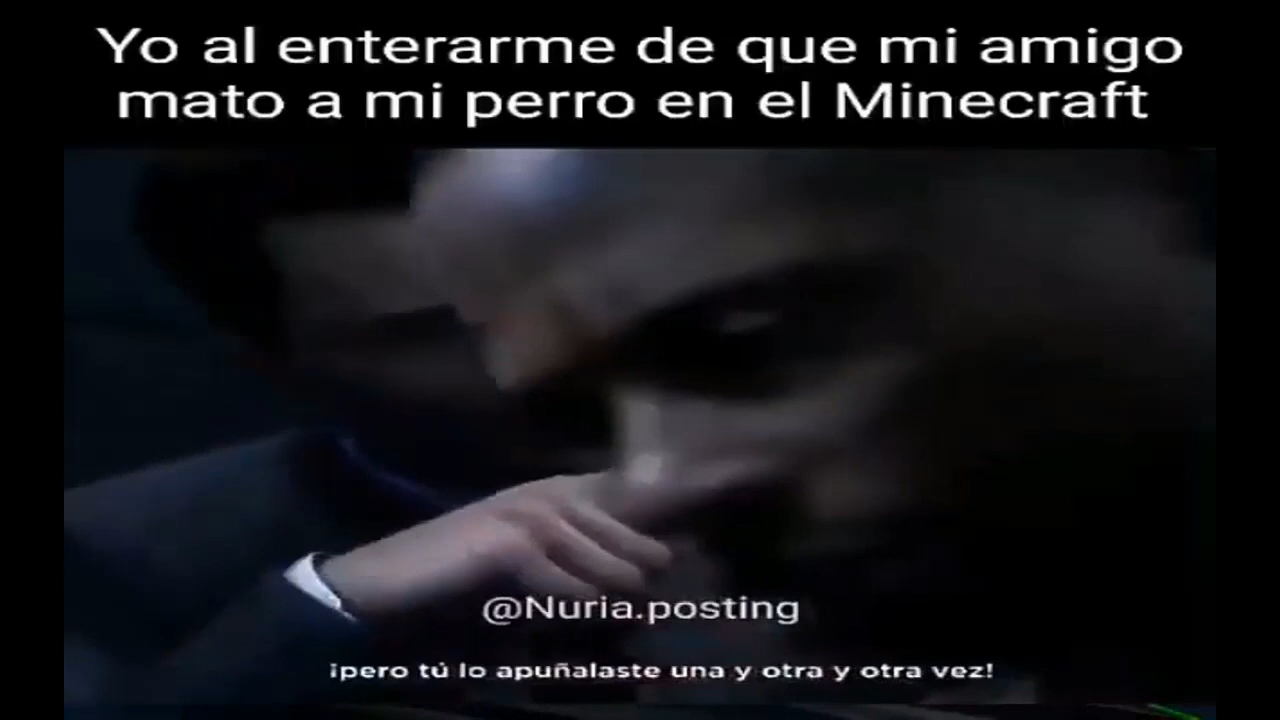 Yo al enterarme de que mi amigo
mato a mi perro en el Minecraft
@Nuria.posting
¡pero tú lo apuñalaste una y otra y otra vez!